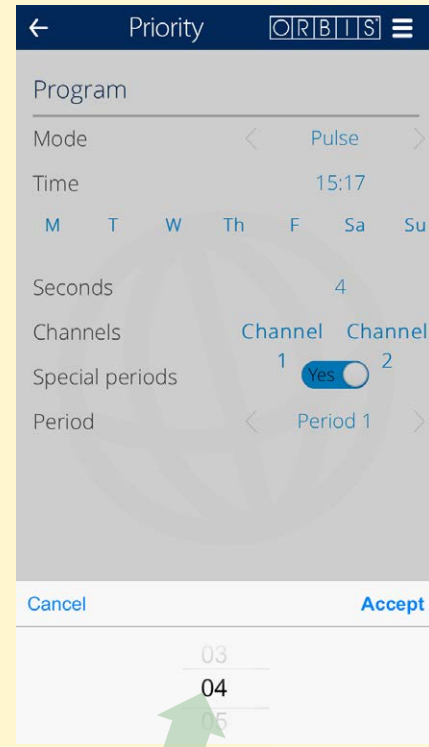 Priority ORBIS
Program
Mode Pulse
Time 15:17
M T W Th F Sa Su
Seconds 4
Channels Channel 1 Channel 2
Special periods Yes
Period Period 1
Cancel Accept
03
04
05